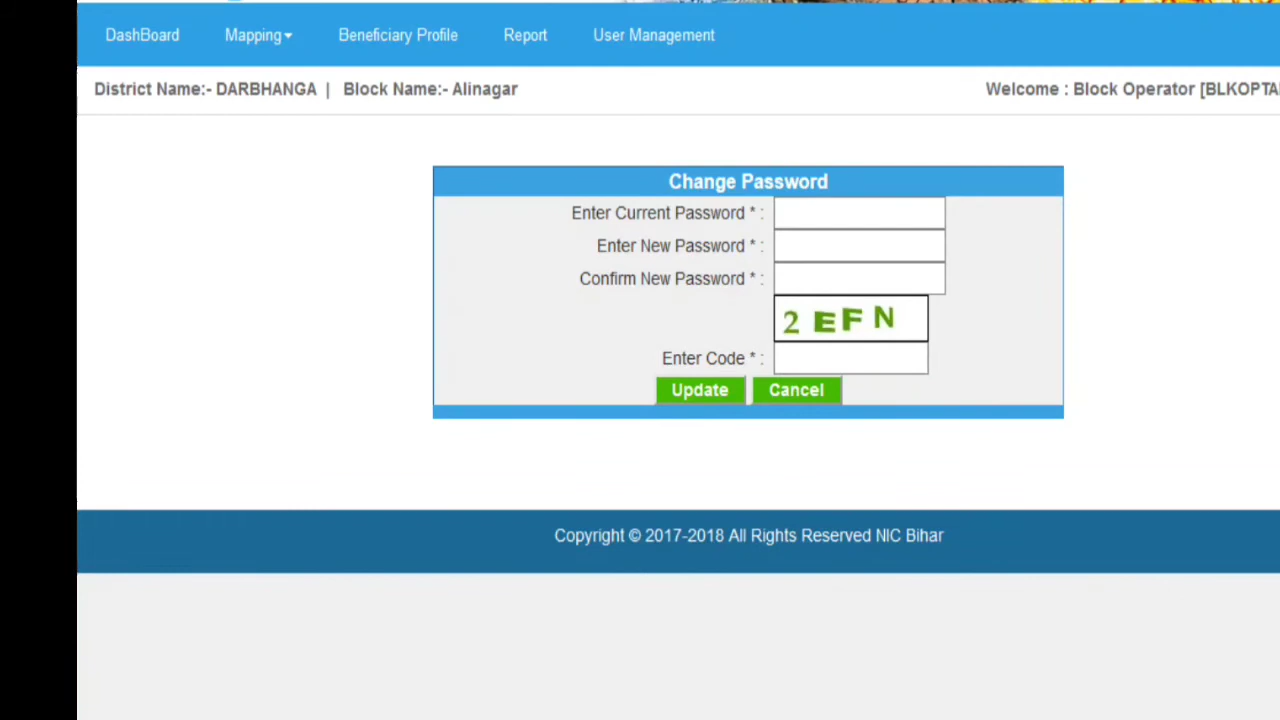 DashBoard Mapping Beneficiary Profile Report User Management
District Name:- DARBHANGA | Block Name:- Alinagar Welcome : Block Operator [BLKOPTA
Change Password
Enter Current Password * :
Enter New Password * :
Confirm New Password * :
2 E F N
Enter Code * :
Update Cancel
Copyright © 2017-2018 All Rights Reserved NIC Bihar